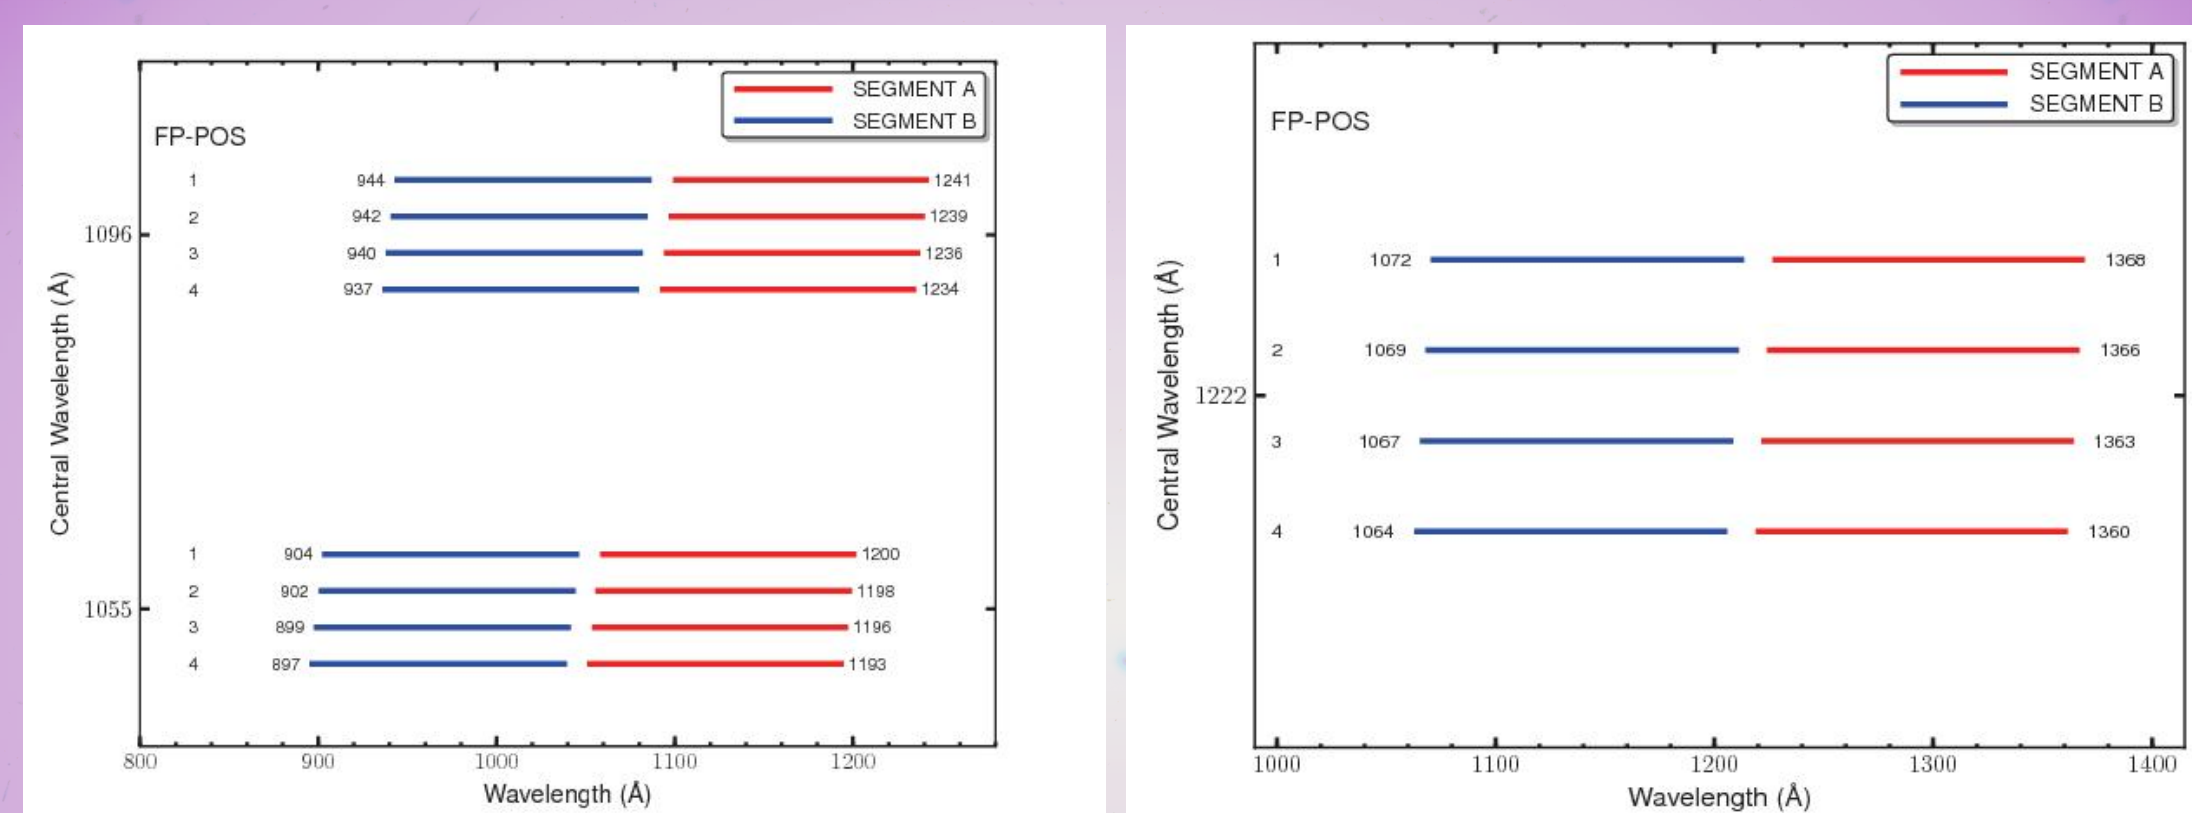 SEGMENT A
SEGMENT B
FP-POS
1 944 1241
2 942 1239
1096
3 940 1236
4 937 1234
Central Wavelength (Å)
1 904 1200
2 902 1198
1055
3 899 1196
4 897 1193
800 900 1000 1100 1200
Wavelength (Å)
SEGMENT A
SEGMENT B
FP-POS
1 1072 1368
2 1069 1366
1222
Central Wavelength (Å)
3 1067 1363
4 1064 1360
1000 1100 1200 1300 1400
Wavelength (Å)